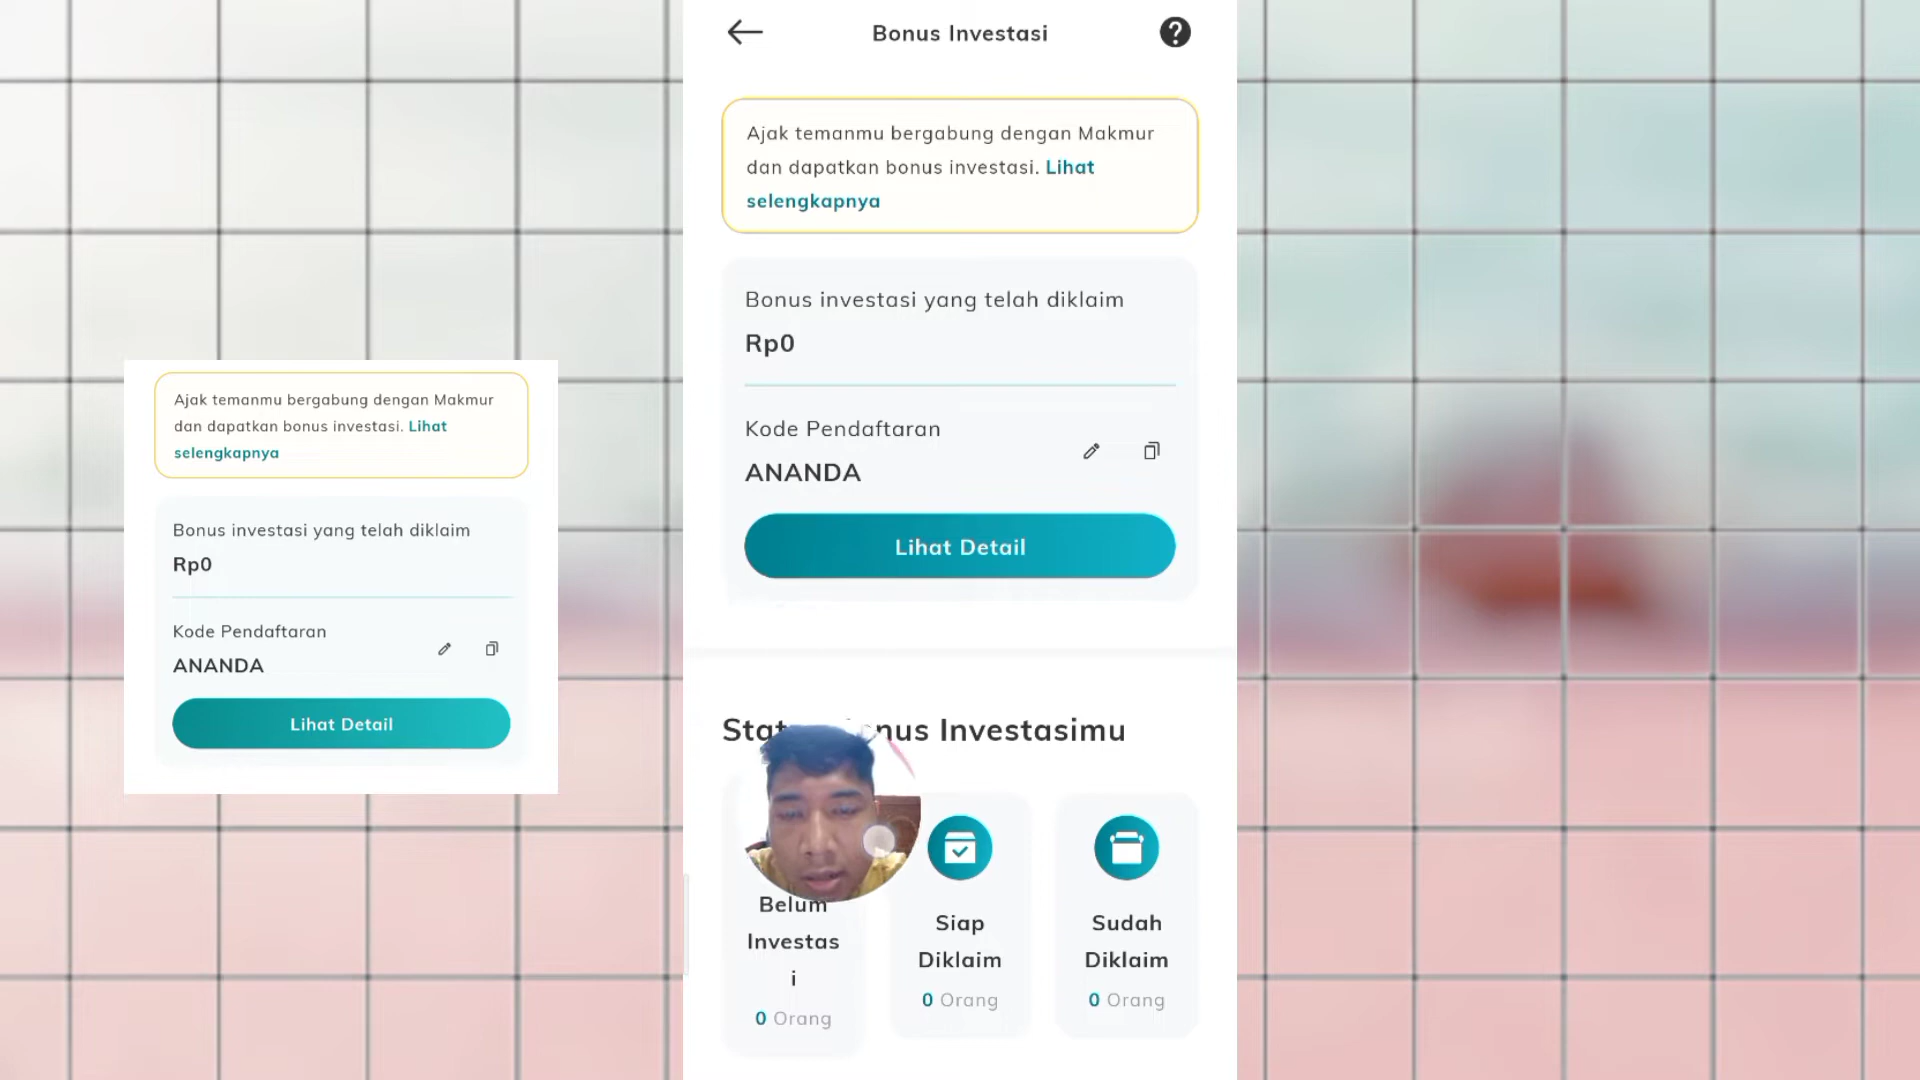 Bonus Investasi
Ajak temanmu bergabung dengan Makmur
dan dapatkan bonus investasi. Lihat
selengkapnya
Bonus investasi yang telah diklaim
Rp0
Kode Pendaftaran
ANANDA
Lihat Detail
Investasimu
Belum
Investas
i
0 Orang
Siap
Diklaim
0 Orang
Sudah
Diklaim
0 Orang
Ajak temanmu bergabung dengan Makmur
dan dapatkan bonus investasi. Lihat
selengkapnya
Bonus investasi yang telah diklaim
Rp0
Kode Pendaftaran
ANANDA
Lihat Detail